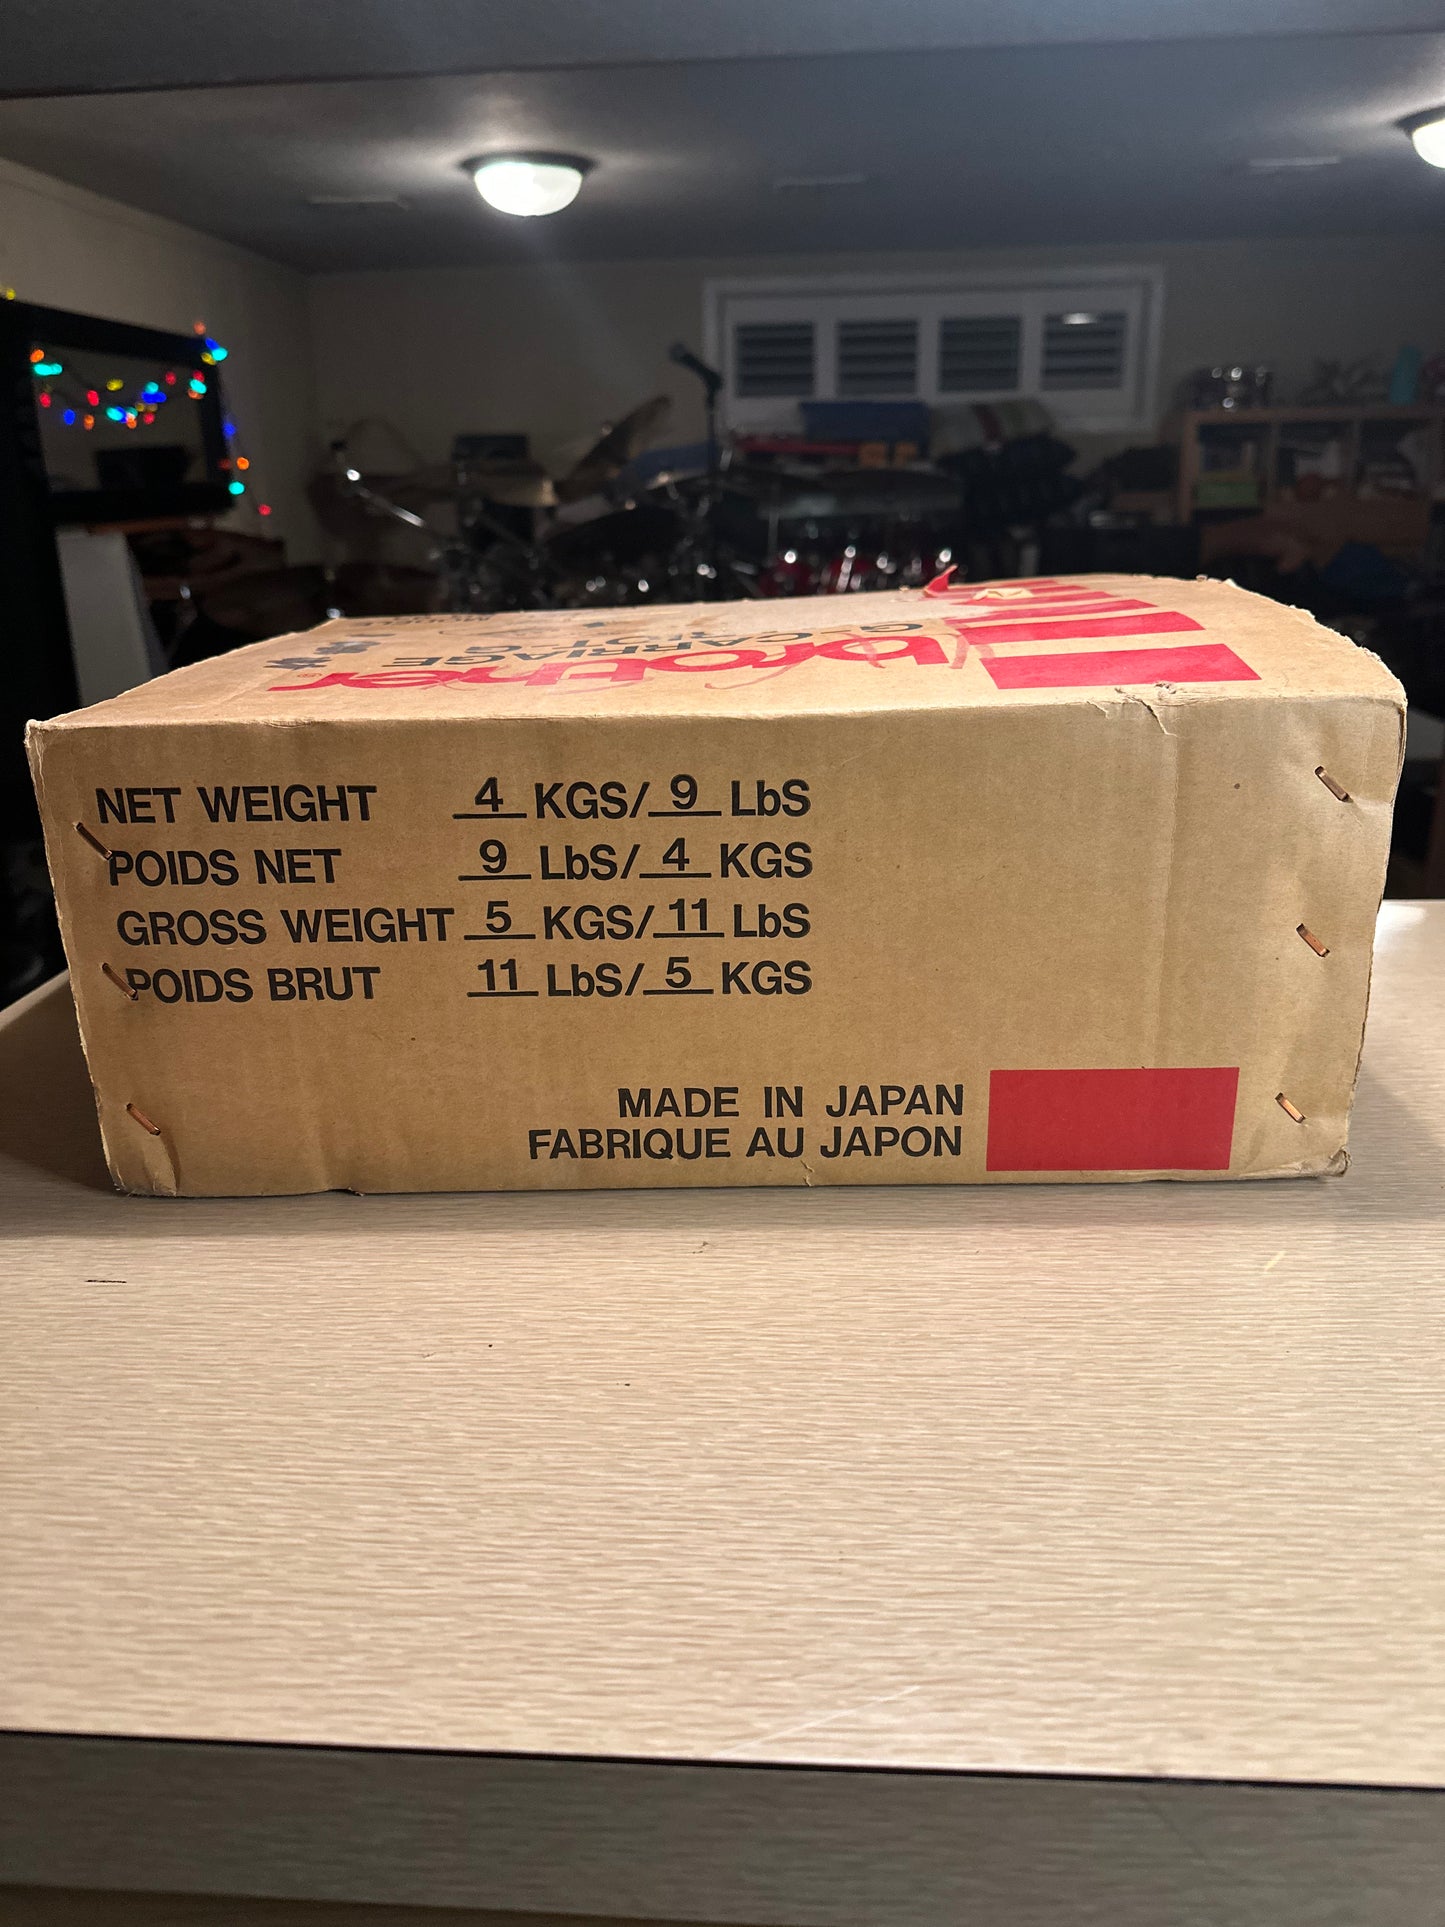 brother®
CARRIAGE
NET WEIGHT 4 KGS/ 9 LbS
POIDS NET 9 LbS/ 4 KGS
GROSS WEIGHT 5 KGS/ 11 LbS
POIDS BRUT 11 LbS/ 5 KGS
MADE IN JAPAN
FABRIQUE AU JAPON